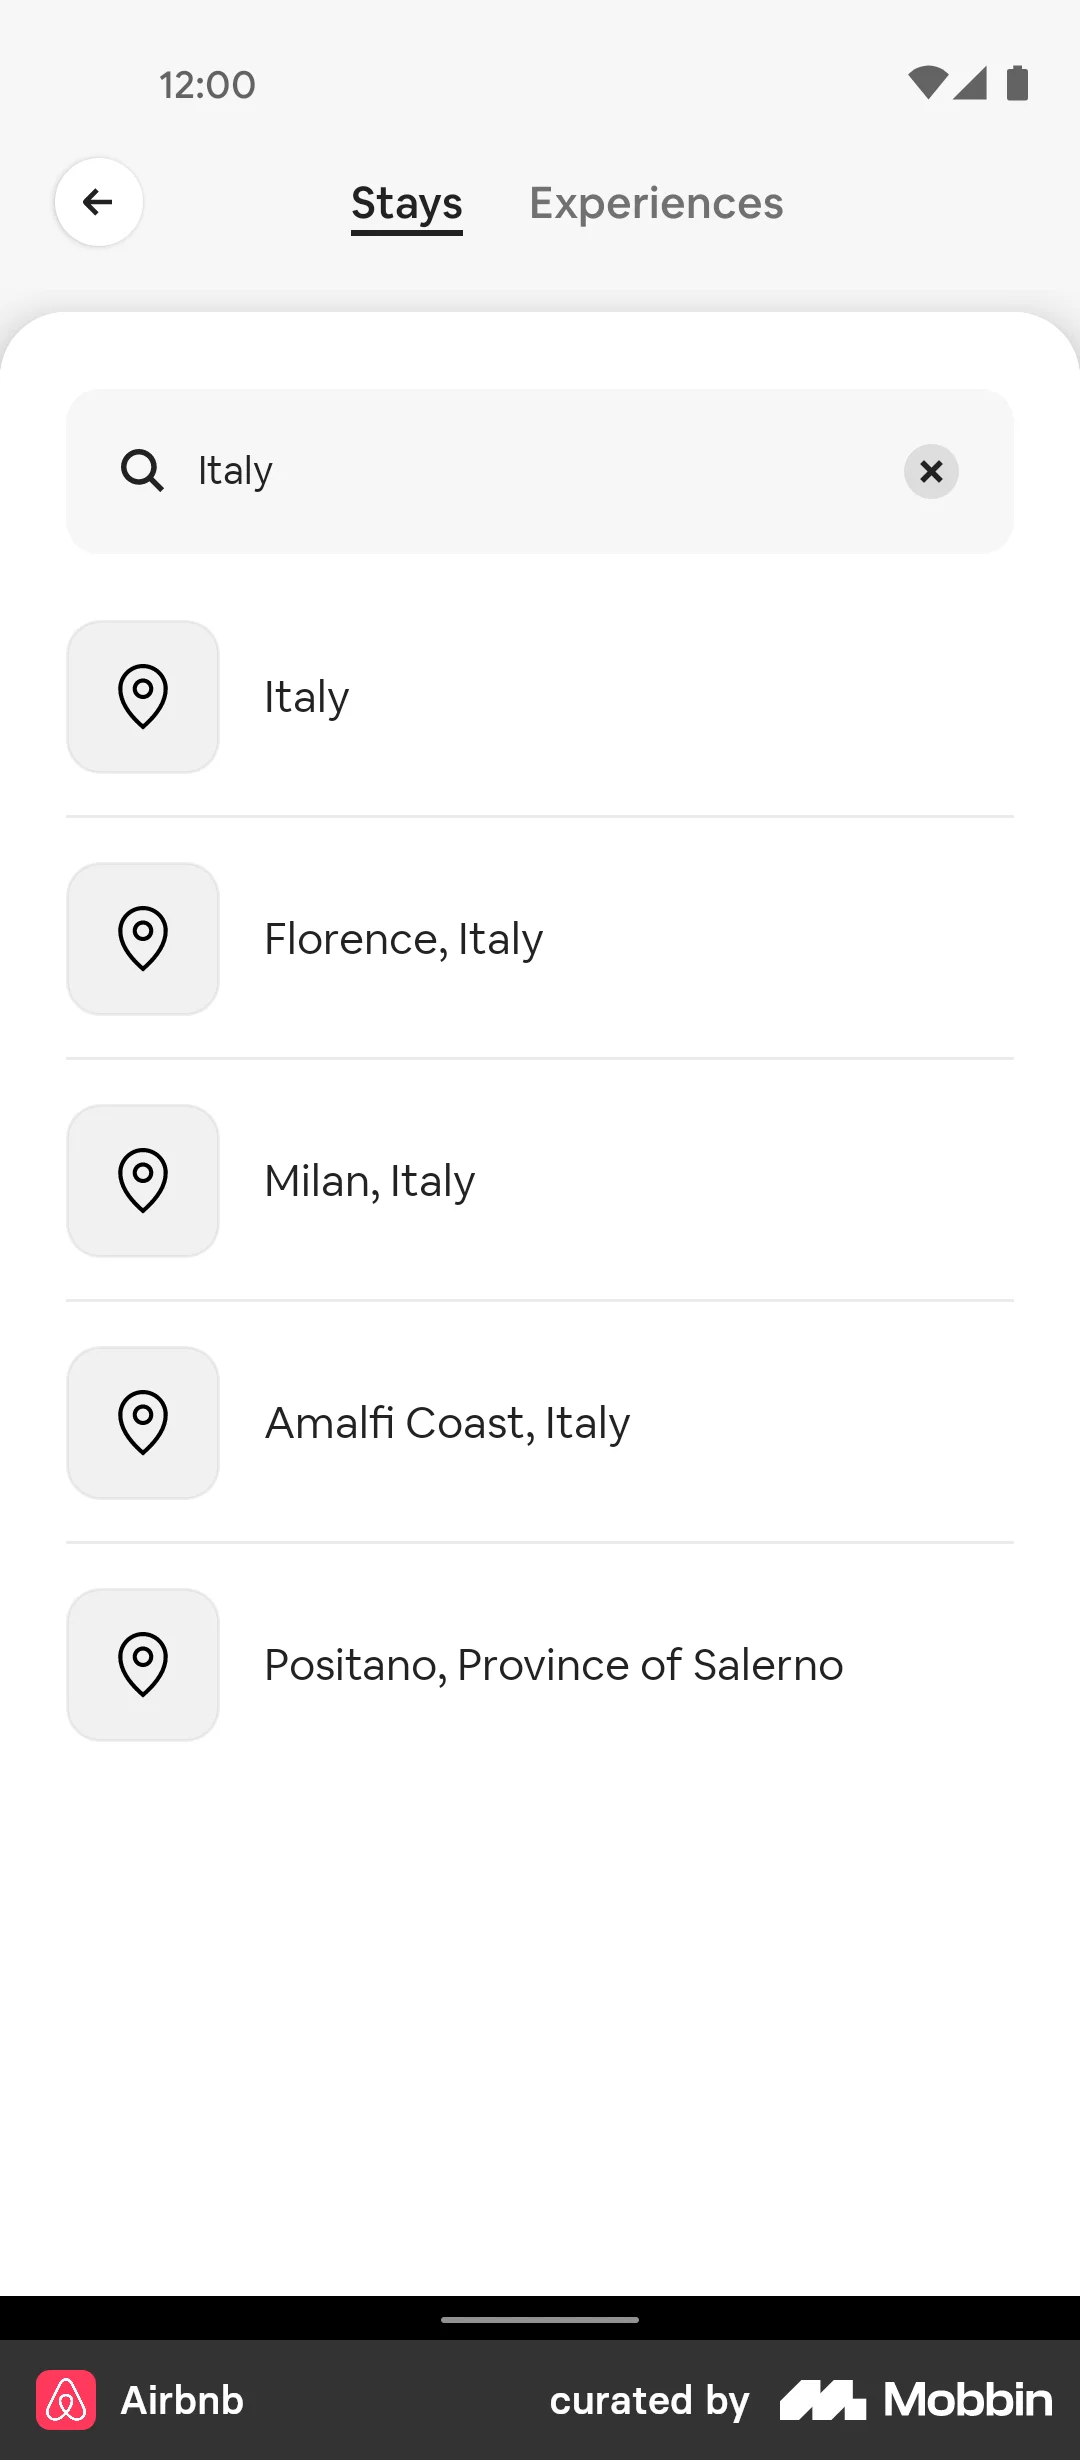 12:00
Stays Experiences
Italy
Italy
Florence, Italy
Milan, Italy
Amalfi Coast, Italy
Positano, Province of Salerno
Airbnb curated by Mobbin